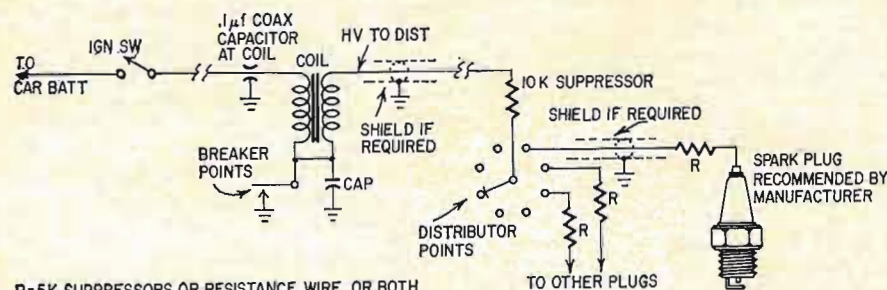 .1μf COAX
CAPACITOR
AT COIL
IGN SW
TO
CAR BATT
COIL
HV TO DIST
10K SUPPRESSOR
SHIELD IF
REQUIRED
SHIELD IF REQUIRED
BREAKER
POINTS
CAP
R
SPARK PLUG
RECOMMENDED BY
MANUFACTURER
DISTRIBUTOR
POINTS
R
R
TO OTHER PLUGS
R=5K SUPPRESSORS OR RESISTANCE WIRE, OR BOTH